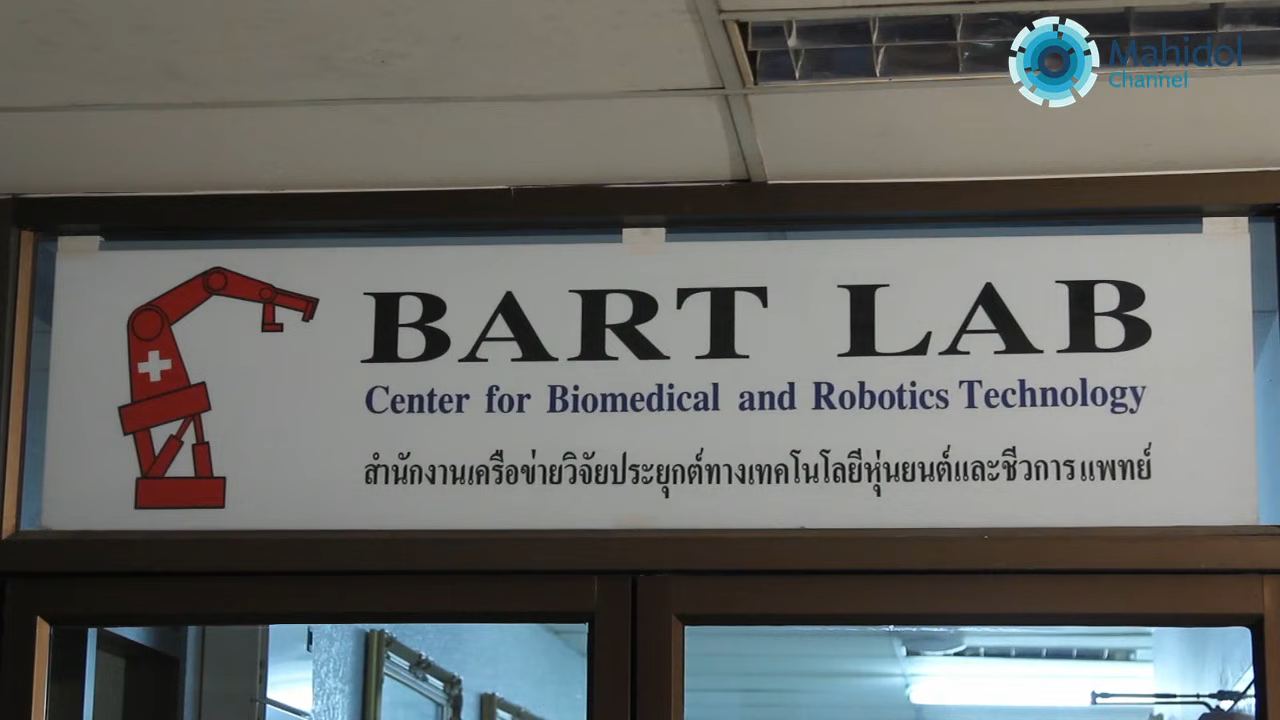 Mahidol
Channel
BART LAB
Center for Biomedical and Robotics Technology
สำนักงานเครือข่ายวิจัยประยุกต์ทางเทคโนโลยีหุ่นยนต์และชีวการแพทย์